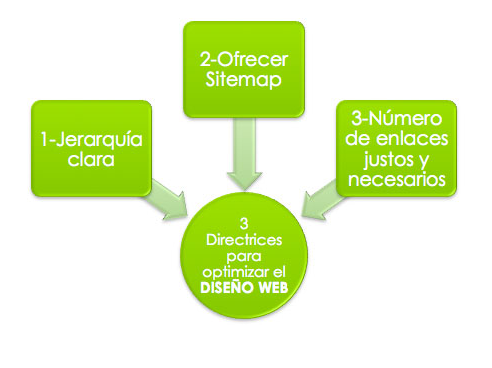 1-Jerarquía
clara
2-Ofrecer
Sitemap
3-Número
de enlaces
justos y
necesarios
3
Directrices
para
optimizar el
DISEÑO WEB